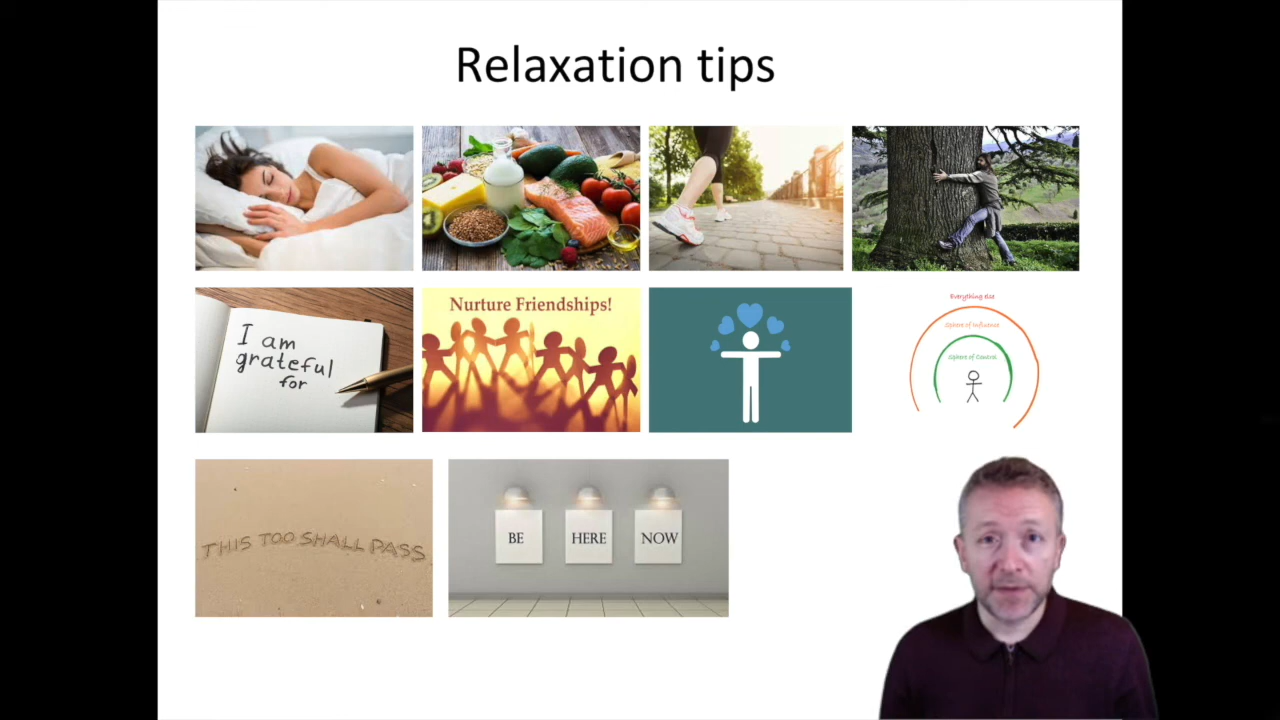 Relaxation tips
I am
grateful
for
Nurture Friendships!
Everything else
Sphere of Influence
Sphere of Control
THIS TOO SHALL PASS
BE
HERE
NOW